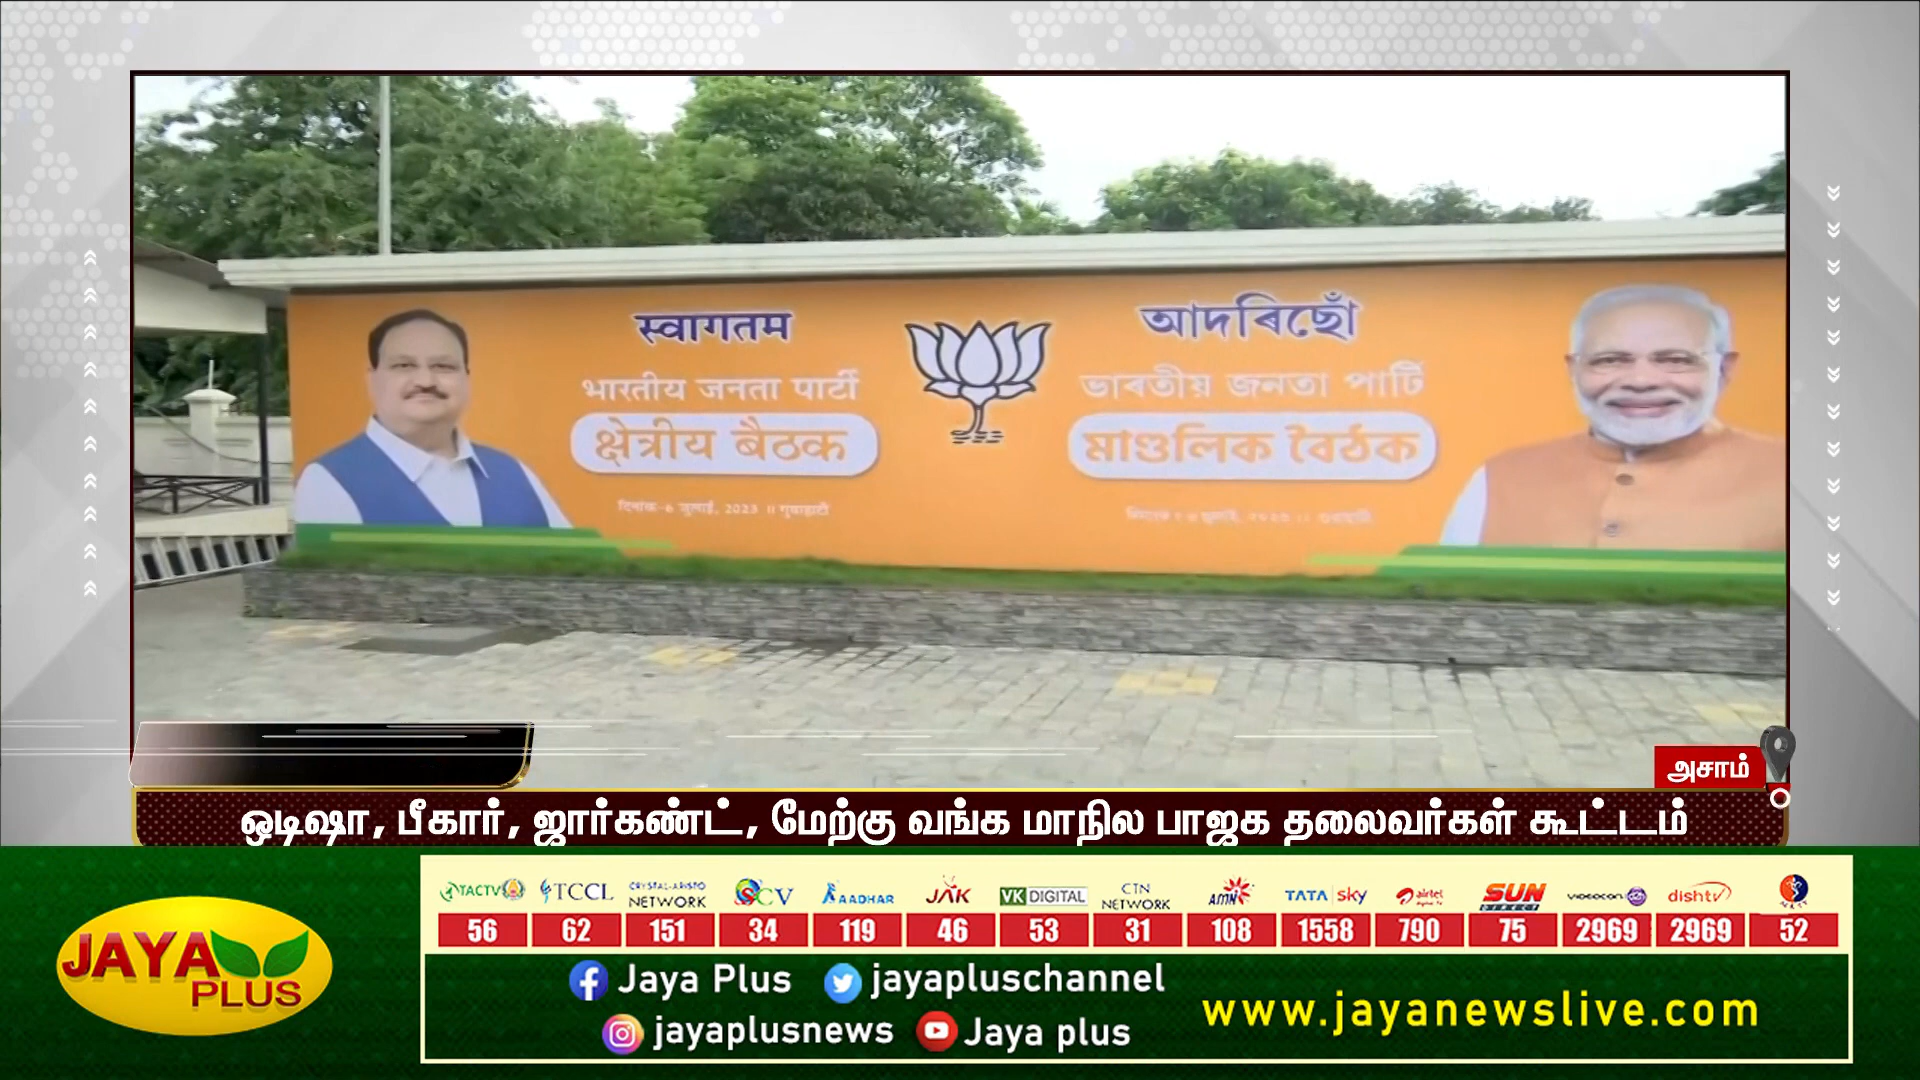 स्वागतम
भारतीय जनता पार्टी
क्षेत्रीय बैठक
दिनांक-६ जुलाई, 2023 ॥ गुवाहाटी
আদৰিছোঁ
ভাৰতীয় জনতা পাৰ্টি
মাণ্ডলিক বৈঠক
அசாம்
ஒடிஷா, பீகார், ஜார்கண்ட், மேற்கு வங்க மாநில பாஜக தலைவர்கள் கூட்டம்
JAYA
PLUS
TACTV TCCL CRYSTAL-ARISTO NETWORK SCV AADHAR JAK VK DIGITAL CTN NETWORK AMN TATA sky airtel SUN DIRECT VIDEOCON dishtv
56 62 151 34 119 46 53 31 108 1558 790 75 2969 2969 52
Jaya Plus jayapluschannel
jayaplusnews Jaya plus
www.jayanewslive.com